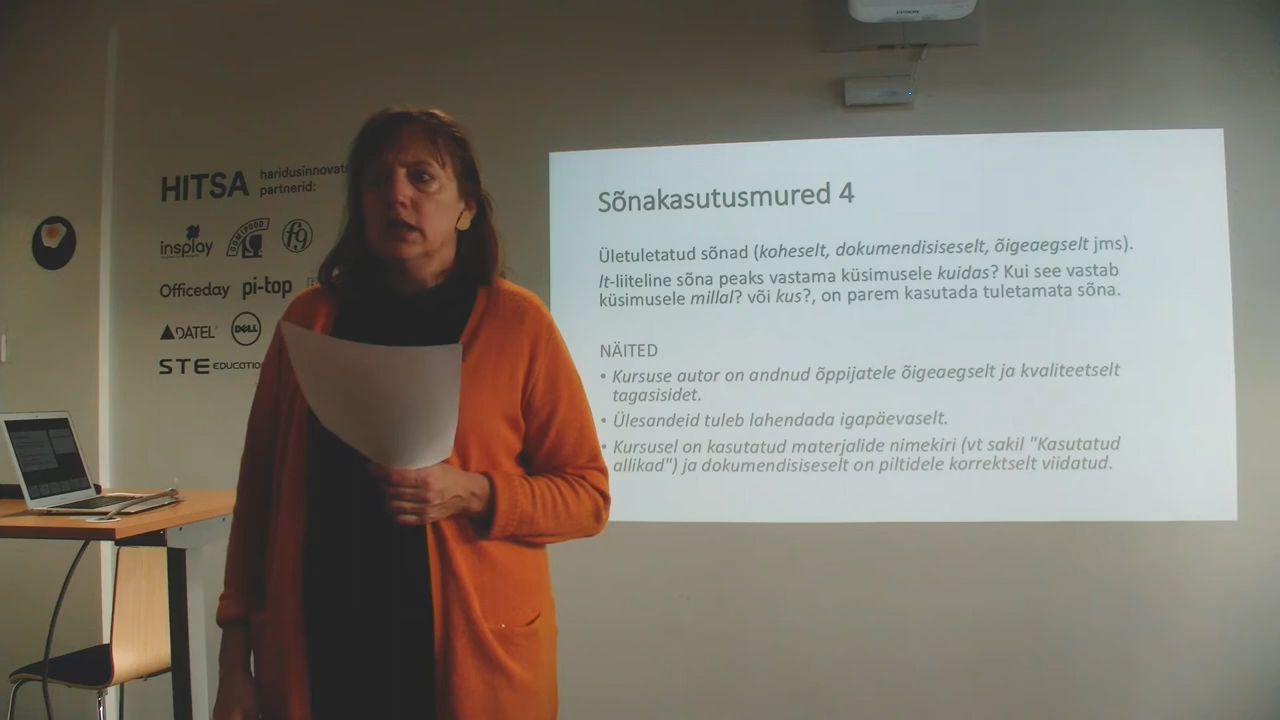 HITSA
haridusinnovats
partnerid:
insplay
OOMIPOOD
f9
Officeday pi-top
DATEL DELL
STE EDUCATIO
Sõnakasutusmured 4
Ületuletatud sõnad (koheselt, dokumendisiseselt, õigeaegselt jms).
lt-liiteline sõna peaks vastama küsimusele kuidas? Kui see vastab
küsimusele millal? või kus?, on parem kasutada tuletamata sõna.
NÄITED
• Kursuse autor on andnud õppijatele õigeaegselt ja kvaliteetselt
tagasisidet.
• Ülesandeid tuleb lahendada igapäevaselt.
• Kursusel on kasutatud materjalide nimekiri (vt sakil "Kasutatud
allikad") ja dokumendisiseselt on piltidele korrektselt viidatud.